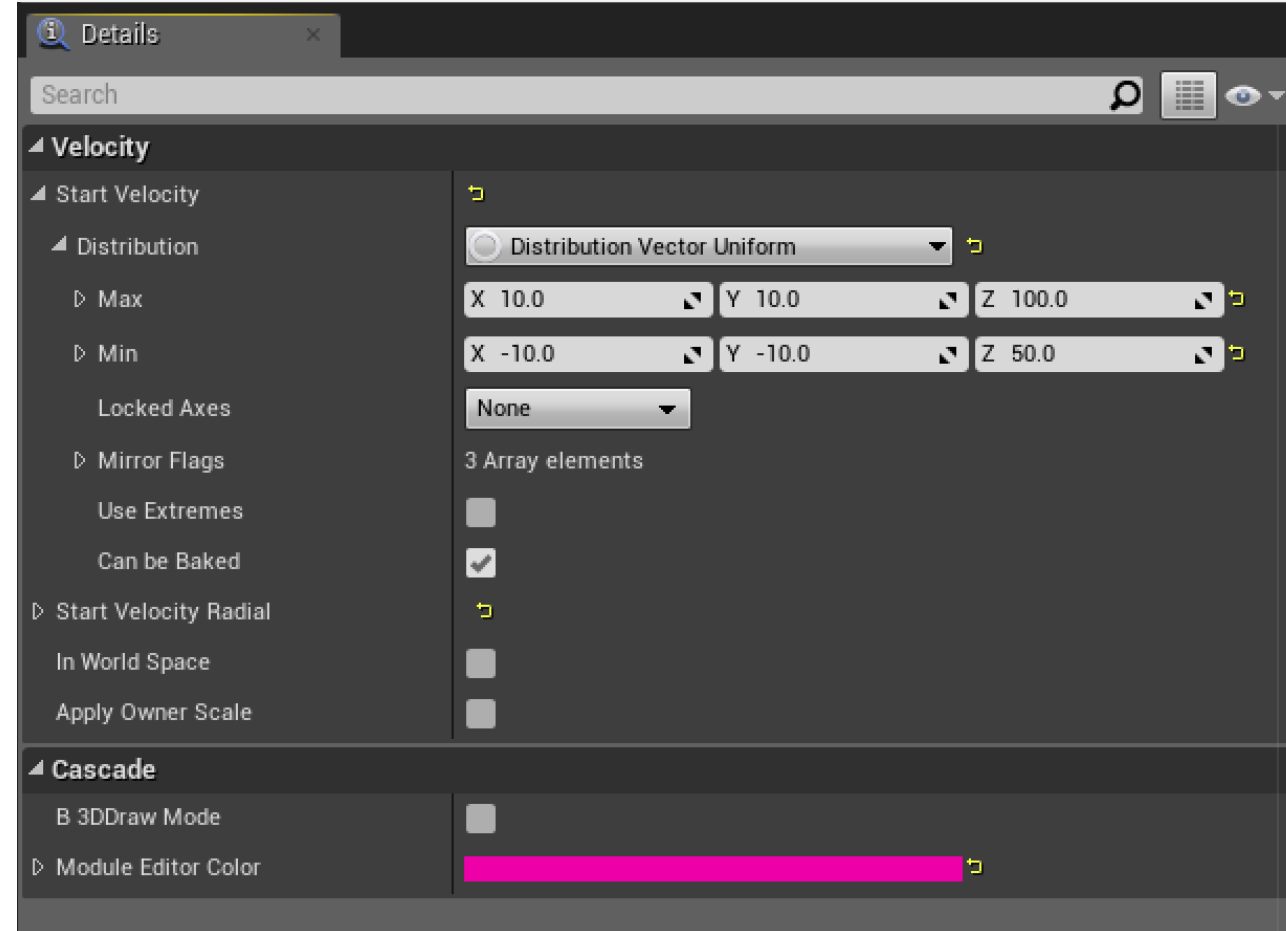 Details
Search
Velocity
Start Velocity
Distribution Distribution Vector Uniform
Max X 10.0 Y 10.0 Z 100.0
Min X -10.0 Y -10.0 Z 50.0
Locked Axes None
Mirror Flags 3 Array elements
Use Extremes
Can be Baked
Start Velocity Radial
In World Space
Apply Owner Scale
Cascade
B 3DDraw Mode
Module Editor Color